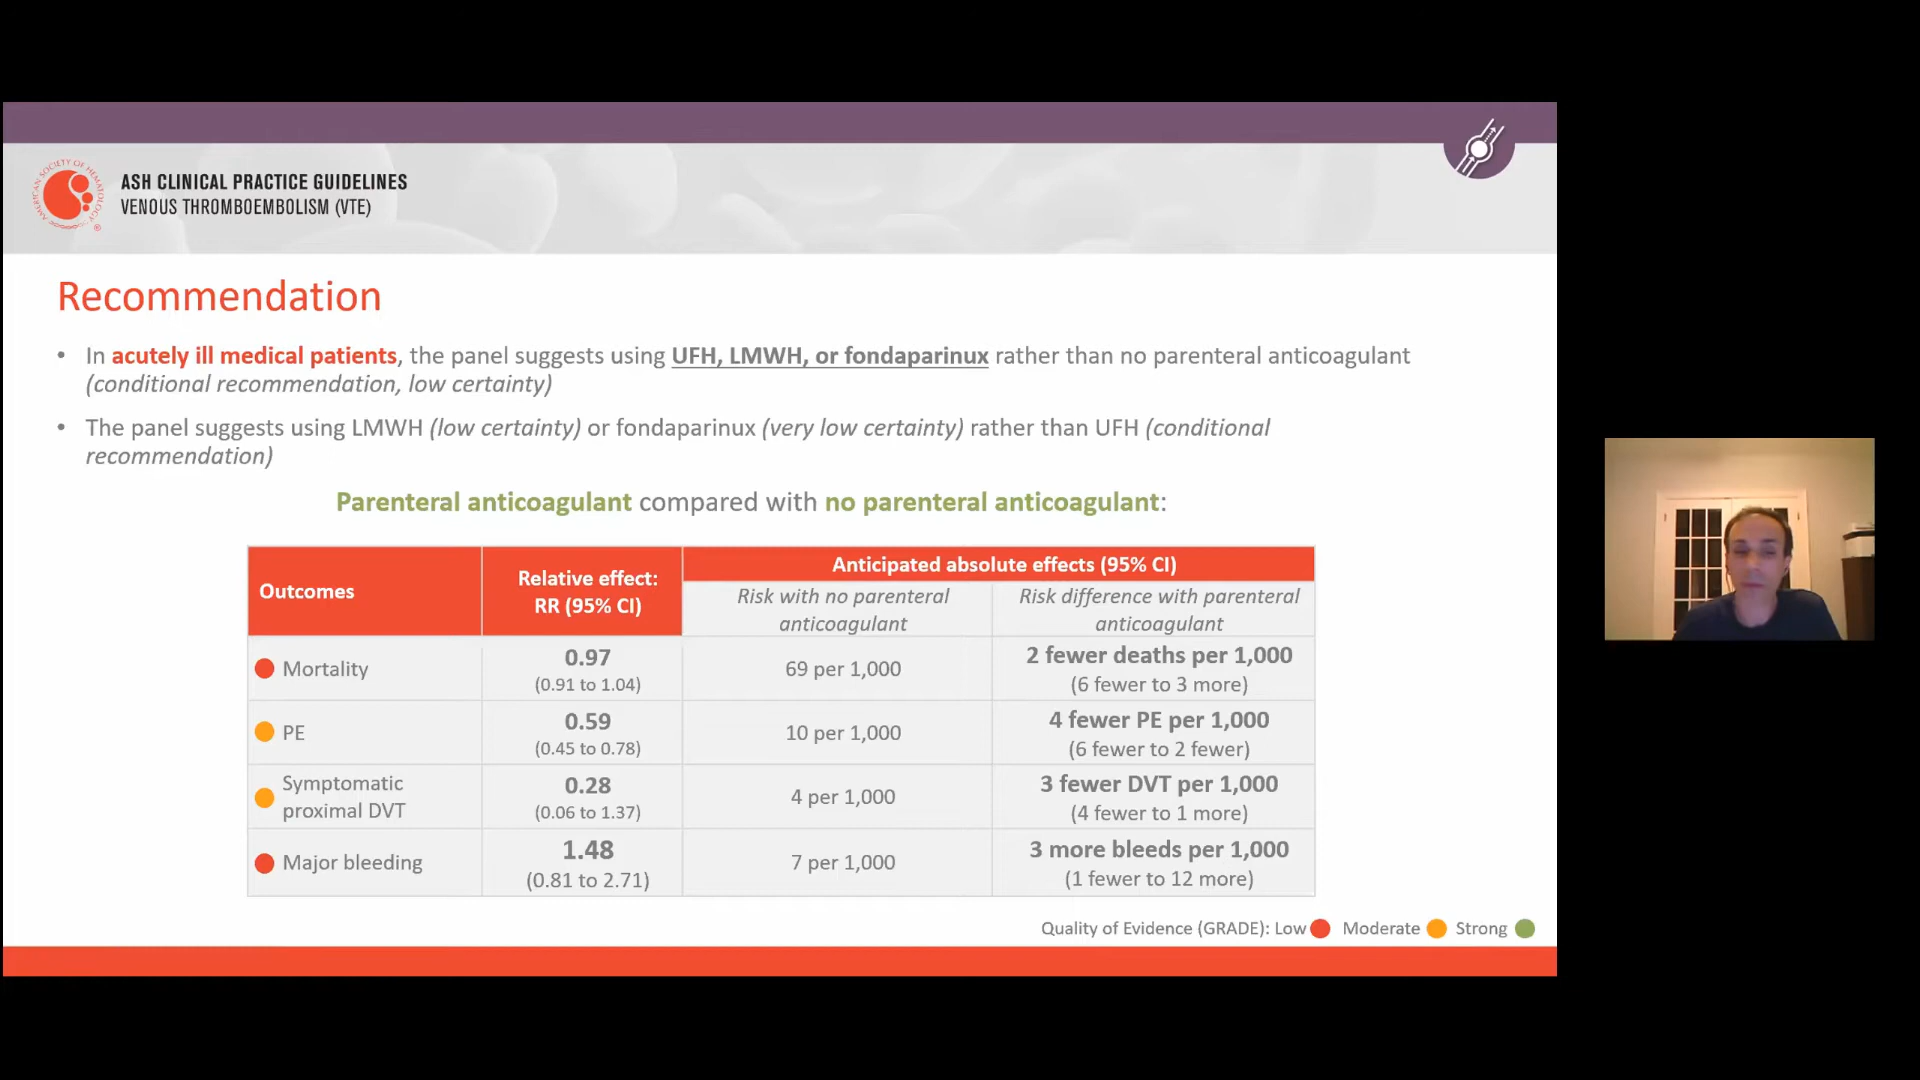 AMERICAN SOCIETY OF HEMATOLOGY
®
ASH CLINICAL PRACTICE GUIDELINES
VENOUS THROMBOEMBOLISM (VTE)
Recommendation
• In acutely ill medical patients, the panel suggests using UFH, LMWH, or fondaparinux rather than no parenteral anticoagulant
(conditional recommendation, low certainty)
• The panel suggests using LMWH (low certainty) or fondaparinux (very low certainty) rather than UFH (conditional
recommendation)
Parenteral anticoagulant compared with no parenteral anticoagulant:
Outcomes
Relative effect:
RR (95% CI)
Anticipated absolute effects (95% CI)
Risk with no parenteral
anticoagulant
Risk difference with parenteral
anticoagulant
Mortality
0.97
(0.91 to 1.04)
69 per 1,000
2 fewer deaths per 1,000
(6 fewer to 3 more)
PE
0.59
(0.45 to 0.78)
10 per 1,000
4 fewer PE per 1,000
(6 fewer to 2 fewer)
Symptomatic
proximal DVT
0.28
(0.06 to 1.37)
4 per 1,000
3 fewer DVT per 1,000
(4 fewer to 1 more)
Major bleeding
1.48
(0.81 to 2.71)
7 per 1,000
3 more bleeds per 1,000
(1 fewer to 12 more)
Quality of Evidence (GRADE): Low Moderate Strong